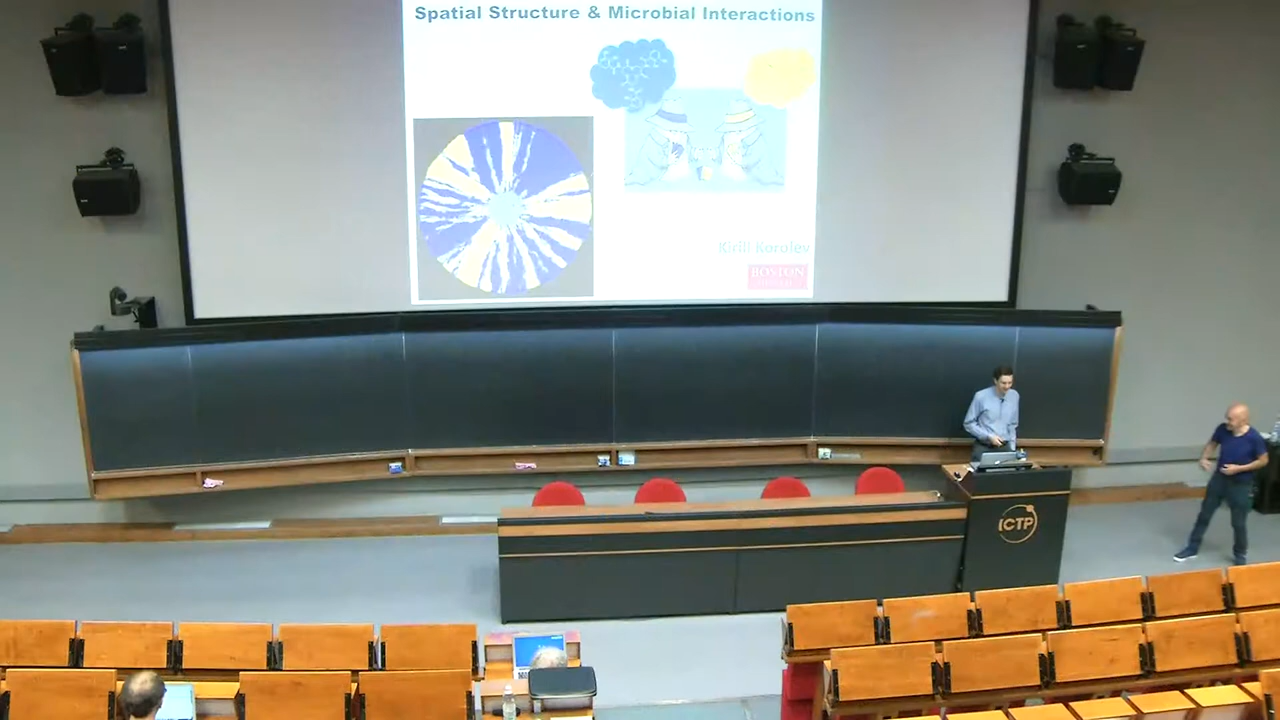 Spatial Structure & Microbial Interactions
Kirill Korolev
BOSTON
ICTP